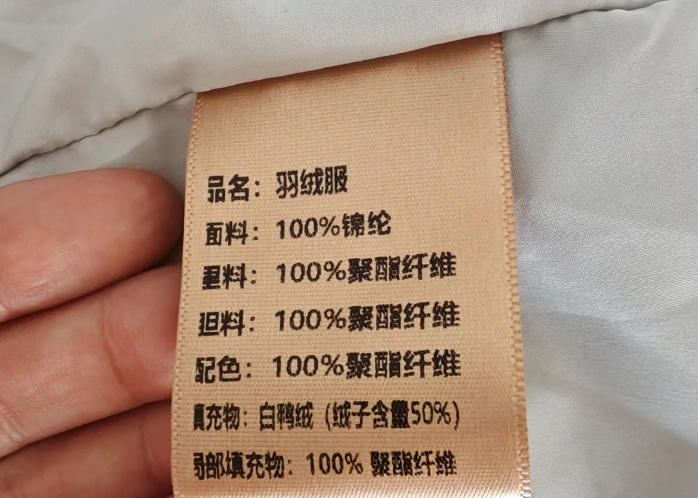 品名：羽绒服
面料：100%锦纶
里料：100%聚酯纤维
胆料：100%聚酯纤维
配色：100%聚酯纤维
填充物：白鸭绒（绒子含量50%）
局部填充物：100% 聚酯纤维